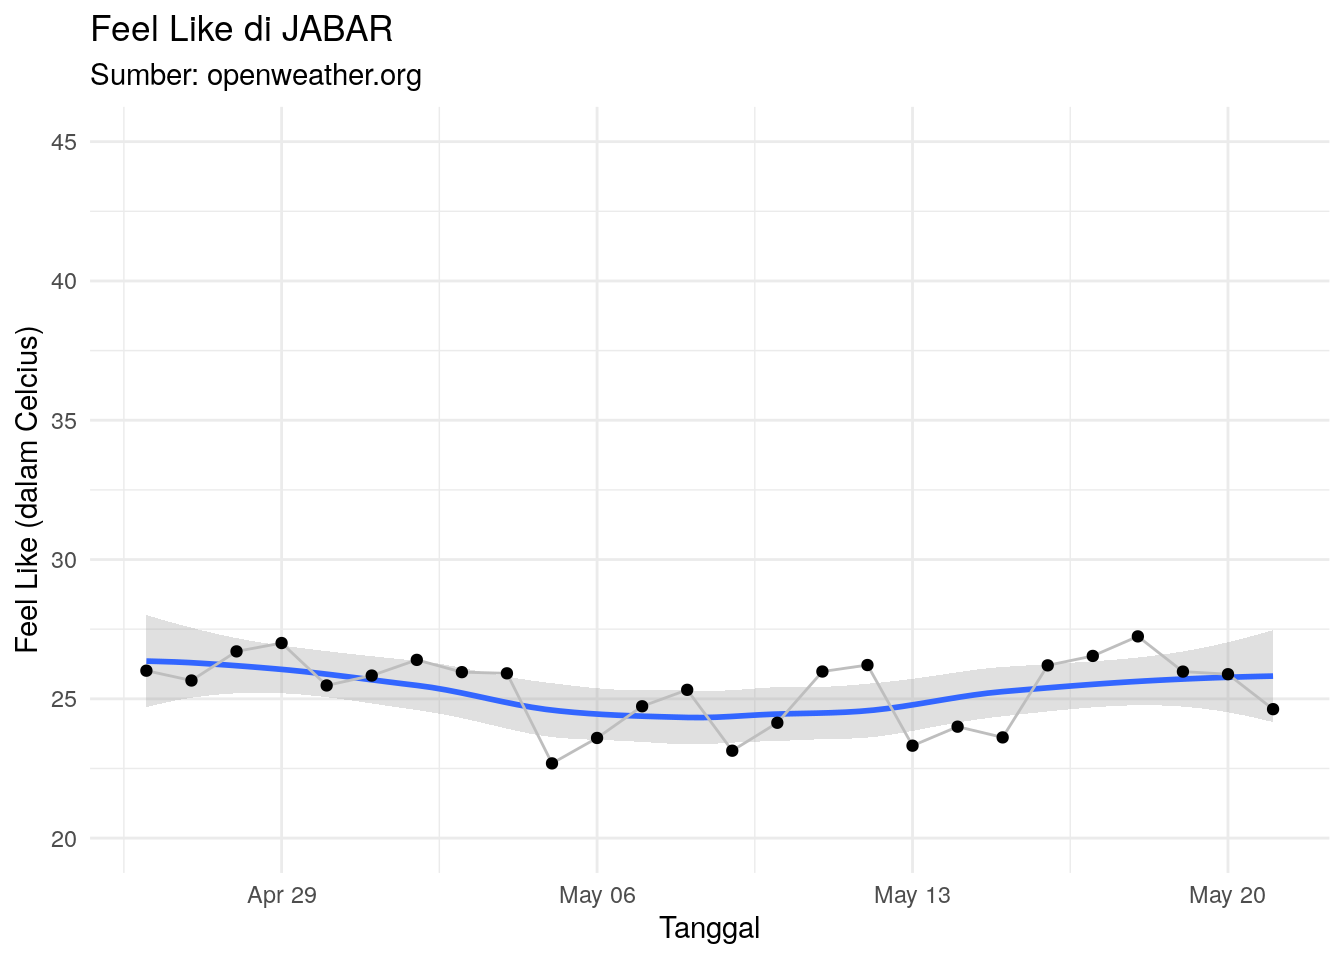 Feel Like di JABAR
Sumber: openweather.org
Feel Like (dalam Celcius)
45
40
35
30
25
20
Apr 29
May 06
May 13
May 20
Tanggal